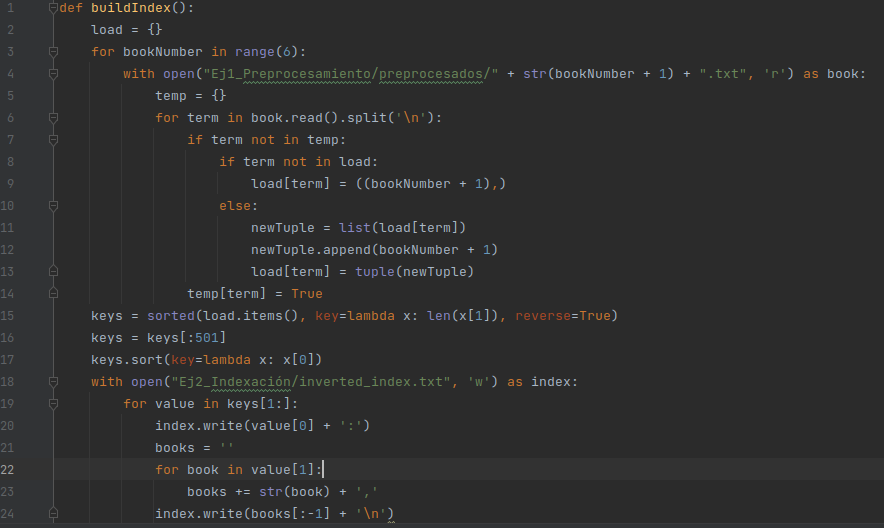 1 def buildIndex():
2     load = {}
3     for bookNumber in range(6):
4         with open("Ej1_Preprocesamiento/preprocesados/" + str(bookNumber + 1) + ".txt", 'r') as book:
5             temp = {}
6             for term in book.read().split('\n'):
7                 if term not in temp:
8                     if term not in load:
9                         load[term] = ((bookNumber + 1),)
10                     else:
11                         newTuple = list(load[term])
12                         newTuple.append(bookNumber + 1)
13                         load[term] = tuple(newTuple)
14                 temp[term] = True
15     keys = sorted(load.items(), key=lambda x: len(x[1]), reverse=True)
16     keys = keys[:501]
17     keys.sort(key=lambda x: x[0])
18     with open("Ej2_Indexación/inverted_index.txt", 'w') as index:
19         for value in keys[1:]:
20             index.write(value[0] + ':')
21             books = ''
22             for book in value[1]:
23                 books += str(book) + ','
24             index.write(books[:-1] + '\n')